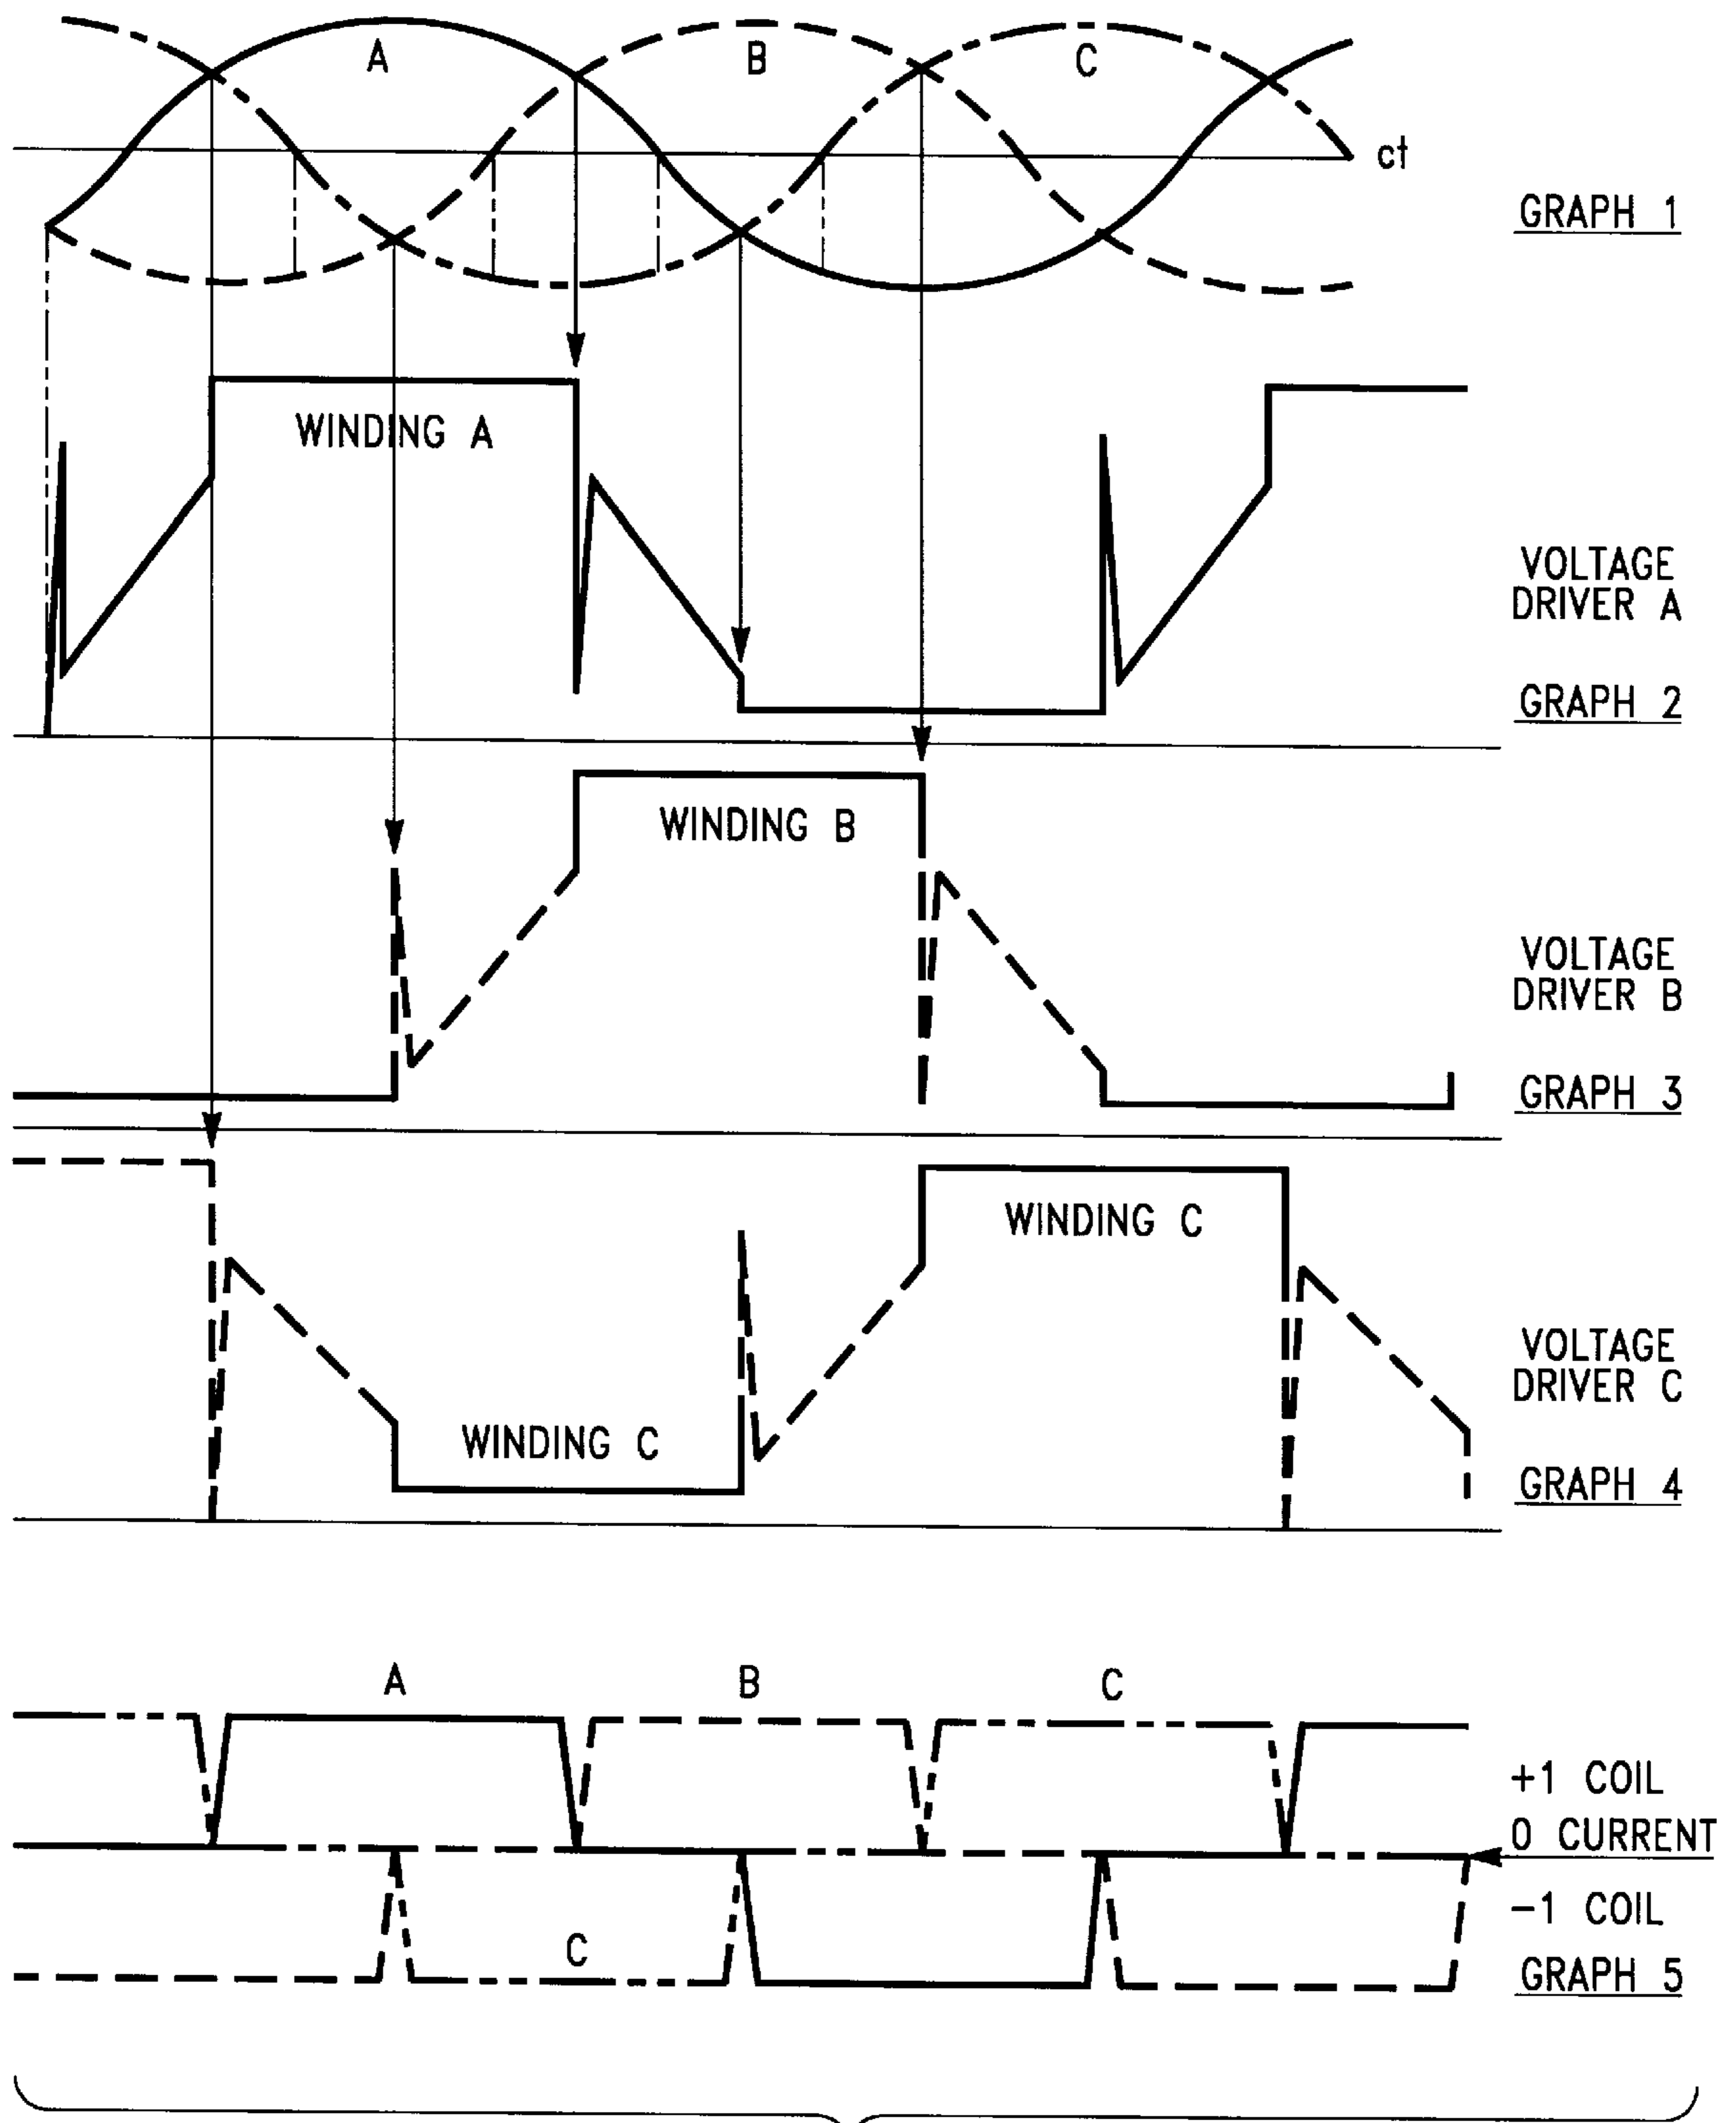 A
B
C
ct
GRAPH 1
WINDING A
VOLTAGE
DRIVER A
GRAPH 2
WINDING B
VOLTAGE
DRIVER B
GRAPH 3
WINDING C
WINDING C
VOLTAGE
DRIVER C
GRAPH 4
A
B
C
+1 COIL
0 CURRENT
-1 COIL
C
GRAPH 5